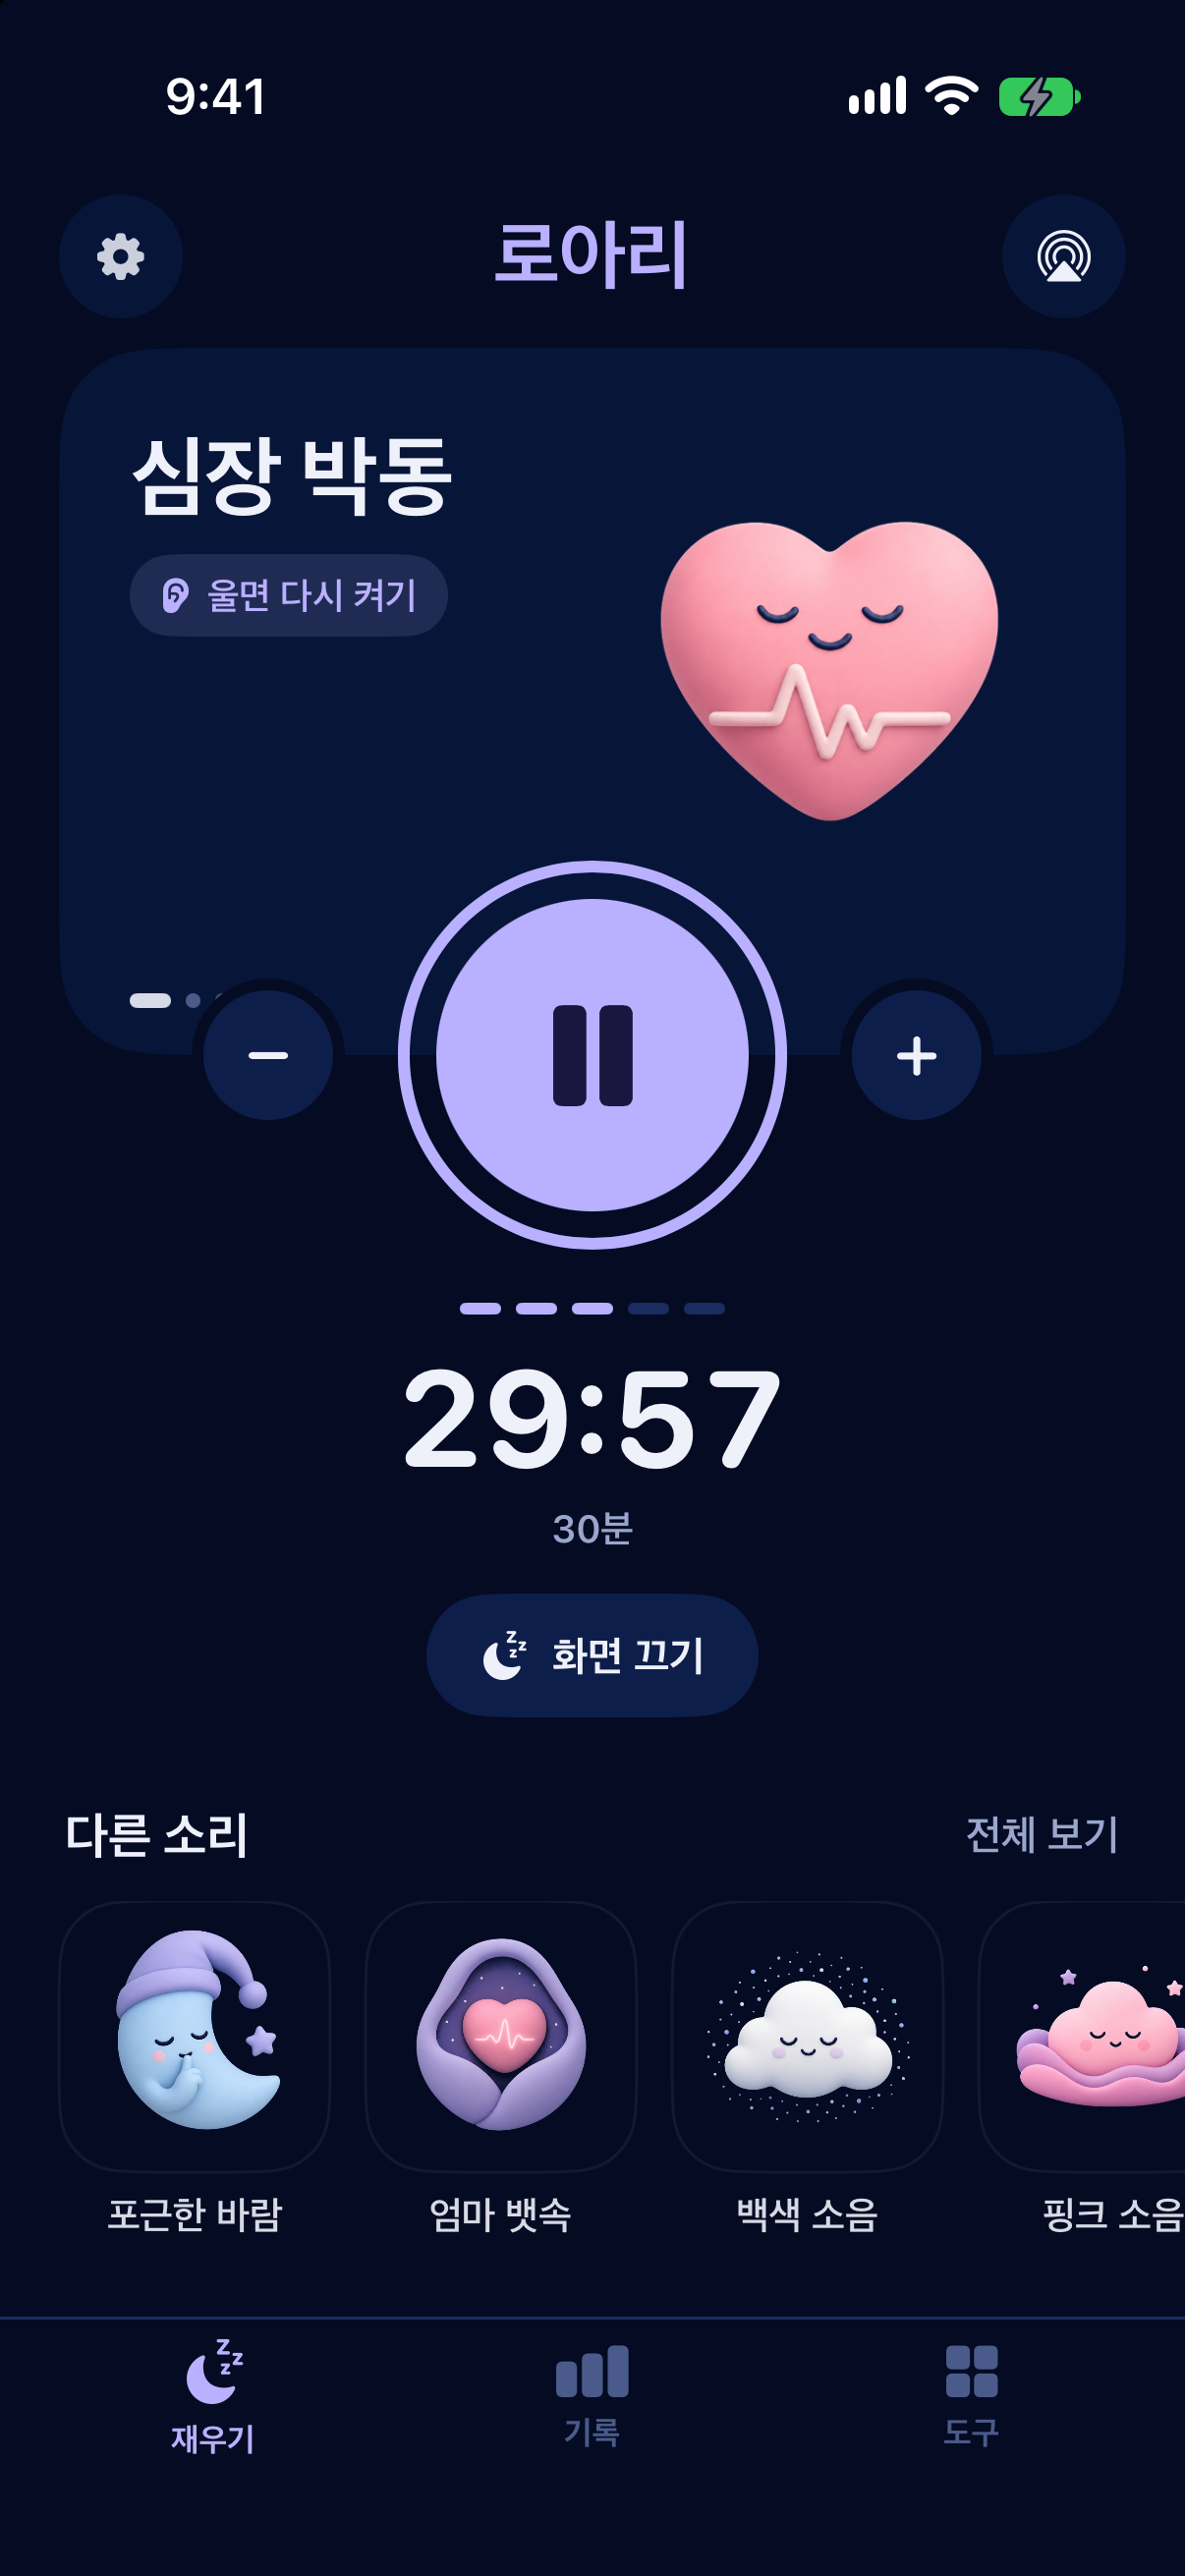 9:41
로아리
심장 박동
울면 다시 켜기
29:57
30분
화면 끄기
다른 소리
전체 보기
포근한 바람
엄마 뱃속
백색 소음
핑크 소음
재우기
기록
도구